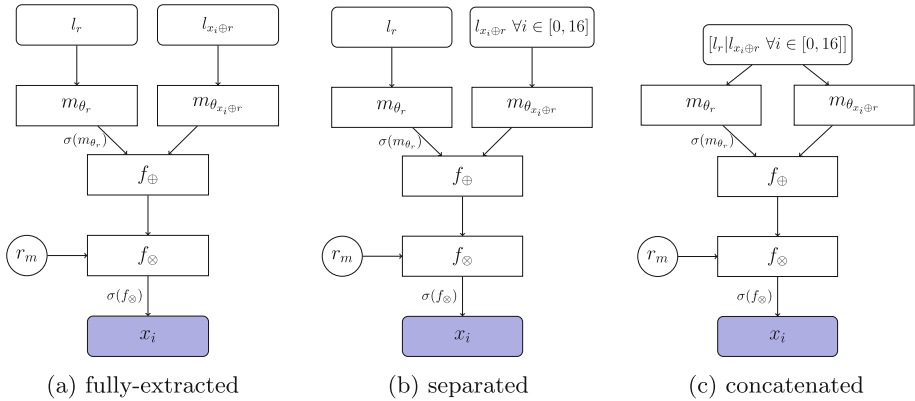 l_r
l_{x_i⊕r}
m_{θ_r}
m_{θ_{x_i⊕r}}
σ(m_{θ_r})
f_⊕
r_m
f_⊗
σ(f_⊗)
x_i
(a) fully-extracted
l_r
l_{x_i⊕r} ∀i ∈ [0, 16]
m_{θ_r}
m_{θ_{x_i⊕r}}
σ(m_{θ_r})
f_⊕
r_m
f_⊗
σ(f_⊗)
x_i
(b) separated
[l_r|l_{x_i⊕r} ∀i ∈ [0, 16]]
m_{θ_r}
m_{θ_{x_i⊕r}}
σ(m_{θ_r})
f_⊕
r_m
f_⊗
σ(f_⊗)
x_i
(c) concatenated